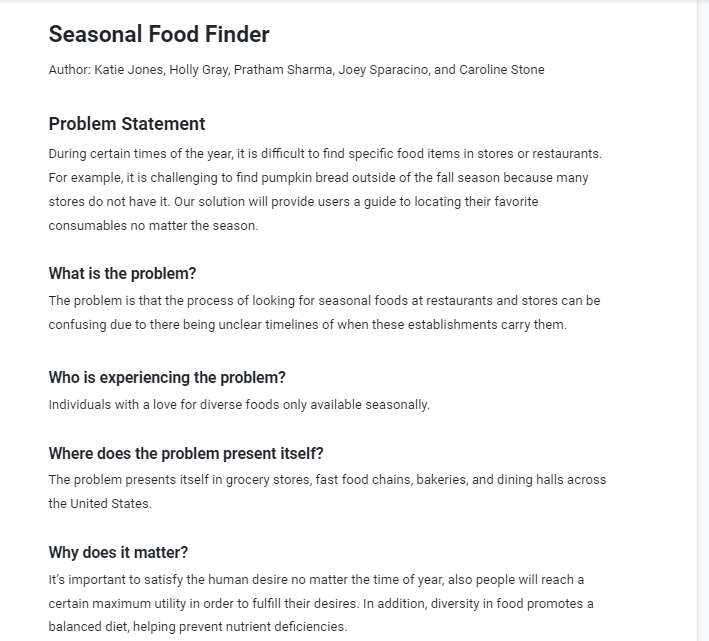 Seasonal Food Finder
Author: Katie Jones, Holly Gray, Pratham Sharma, Joey Sparacino, and Caroline Stone
Problem Statement
During certain times of the year, it is difficult to find specific food items in stores or restaurants.
For example, it is challenging to find pumpkin bread outside of the fall season because many
stores do not have it. Our solution will provide users a guide to locating their favorite
consumables no matter the season.
What is the problem?
The problem is that the process of looking for seasonal foods at restaurants and stores can be
confusing due to there being unclear timelines of when these establishments carry them.
Who is experiencing the problem?
Individuals with a love for diverse foods only available seasonally.
Where does the problem present itself?
The problem presents itself in grocery stores, fast food chains, bakeries, and dining halls across
the United States.
Why does it matter?
It's important to satisfy the human desire no matter the time of year, also people will reach a
certain maximum utility in order to fulfill their desires. In addition, diversity in food promotes a
balanced diet, helping prevent nutrient deficiencies.